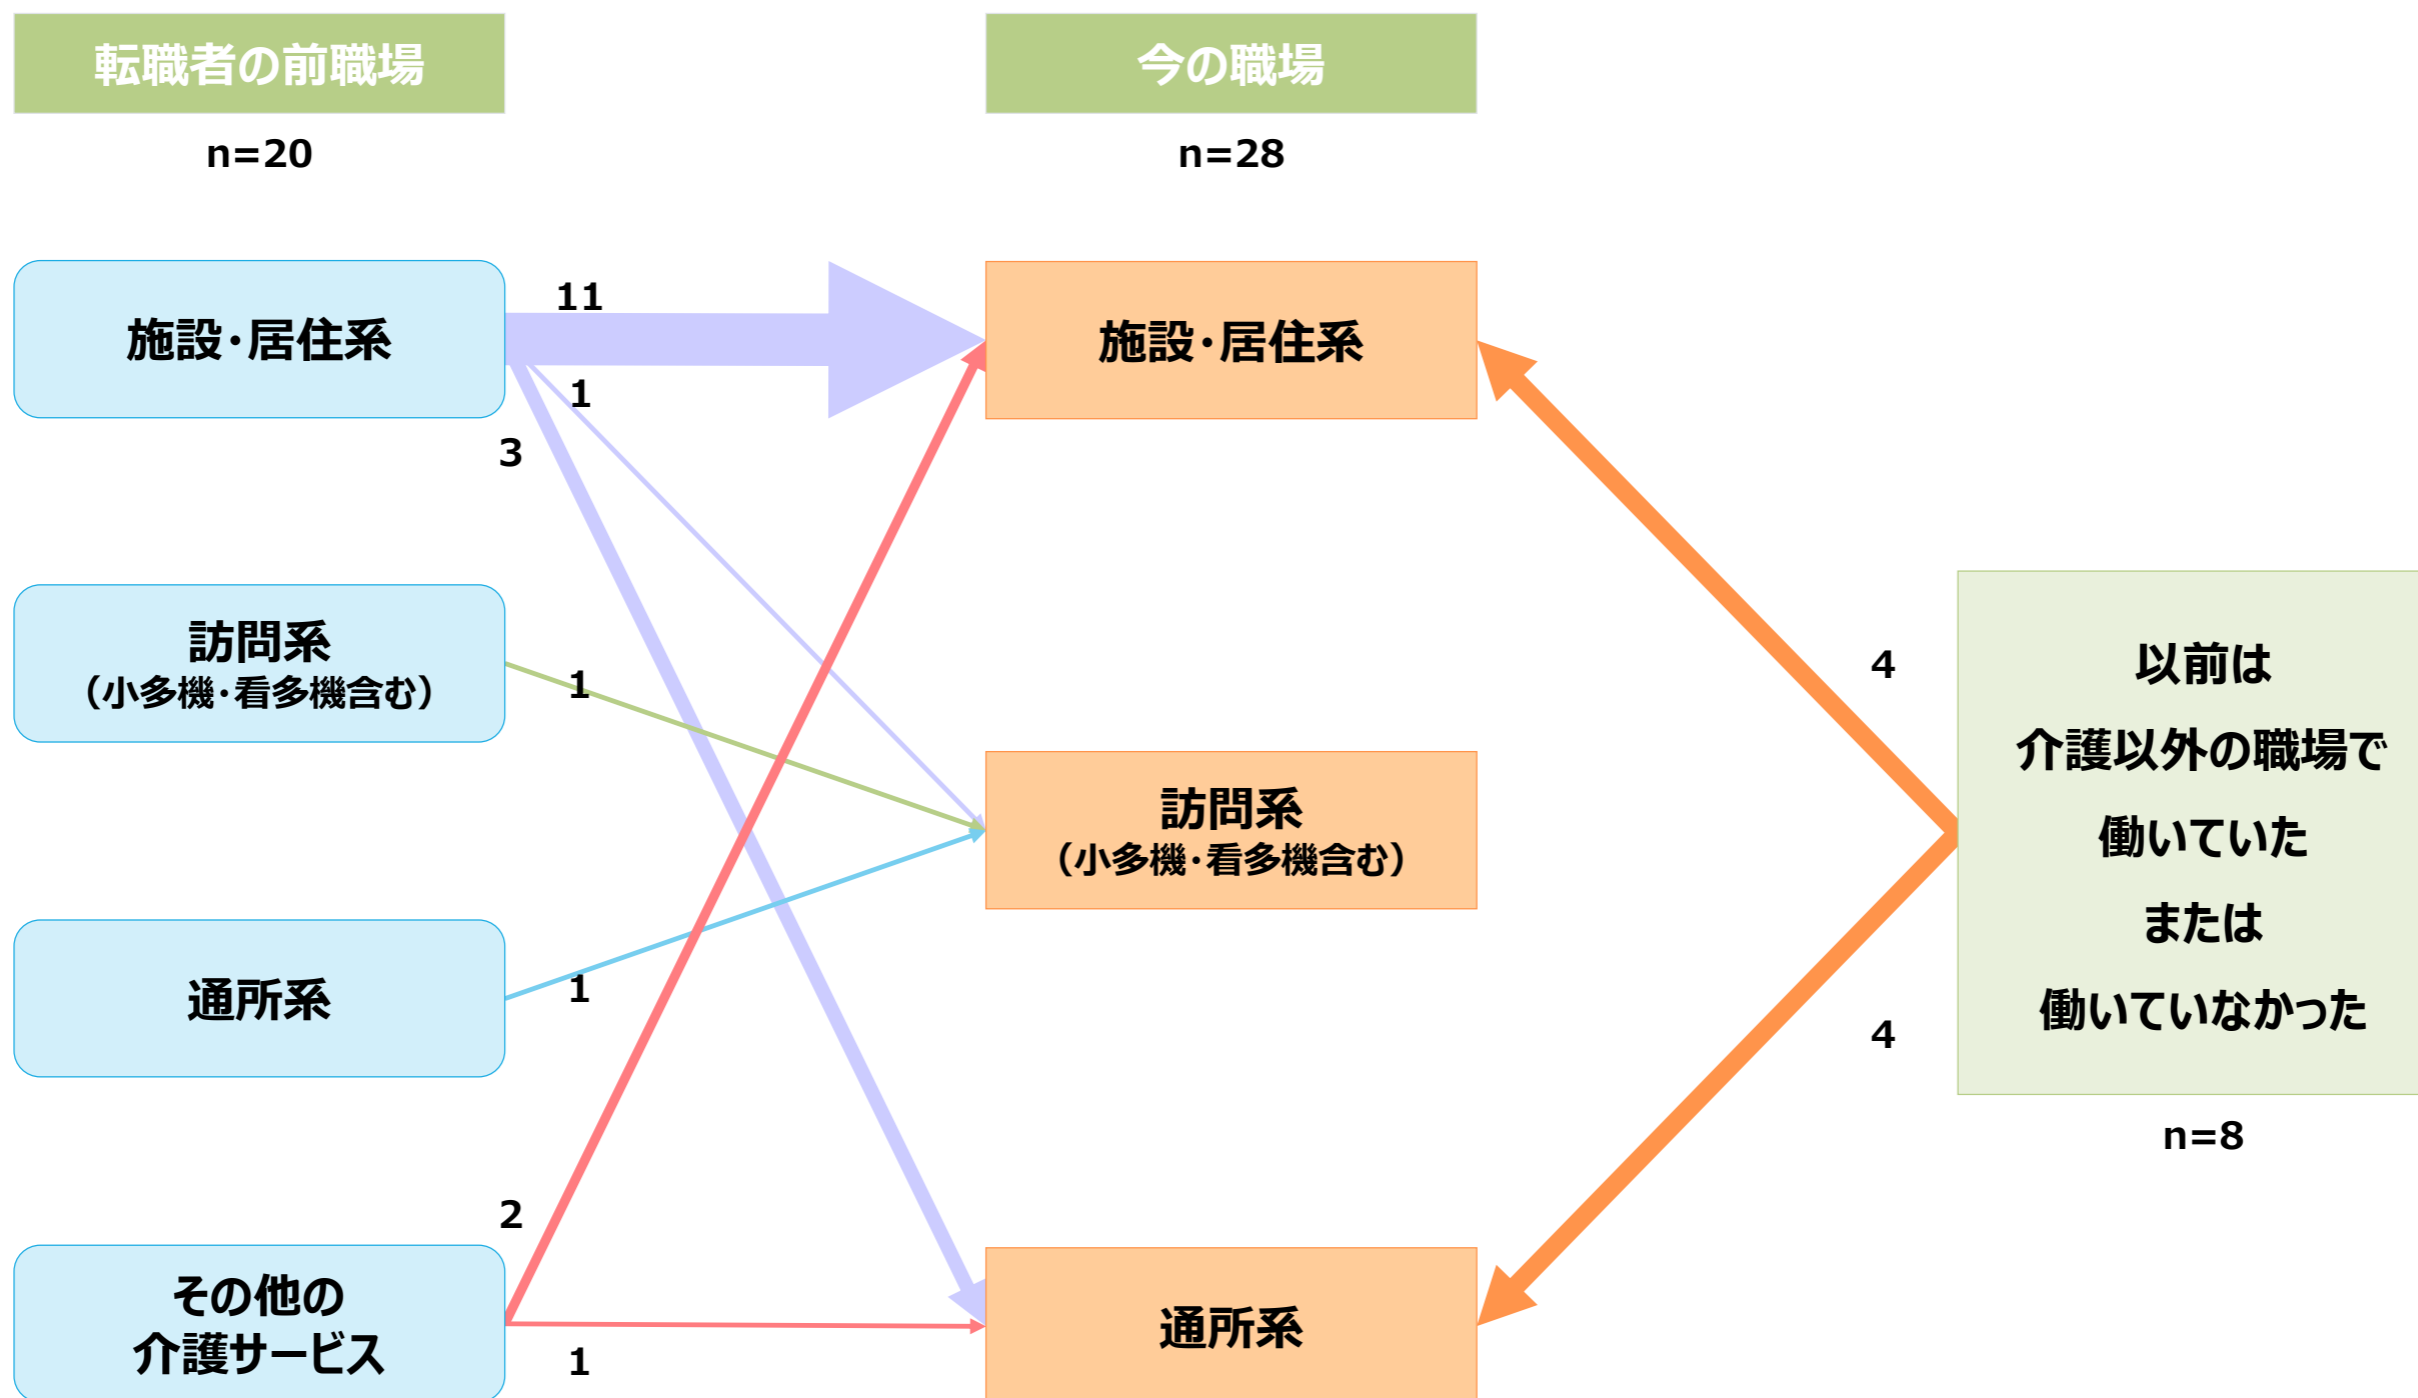 転職者の前職場
今の職場
n=20
n=28
施設・居住系
11
1
3
施設・居住系
訪問系
（小多機・看多機含む）
1
訪問系
（小多機・看多機含む）
通所系
1
その他の
介護サービス
2
1
通所系
4
4
以前は
介護以外の職場で
働いていた
または
働いていなかった
n=8